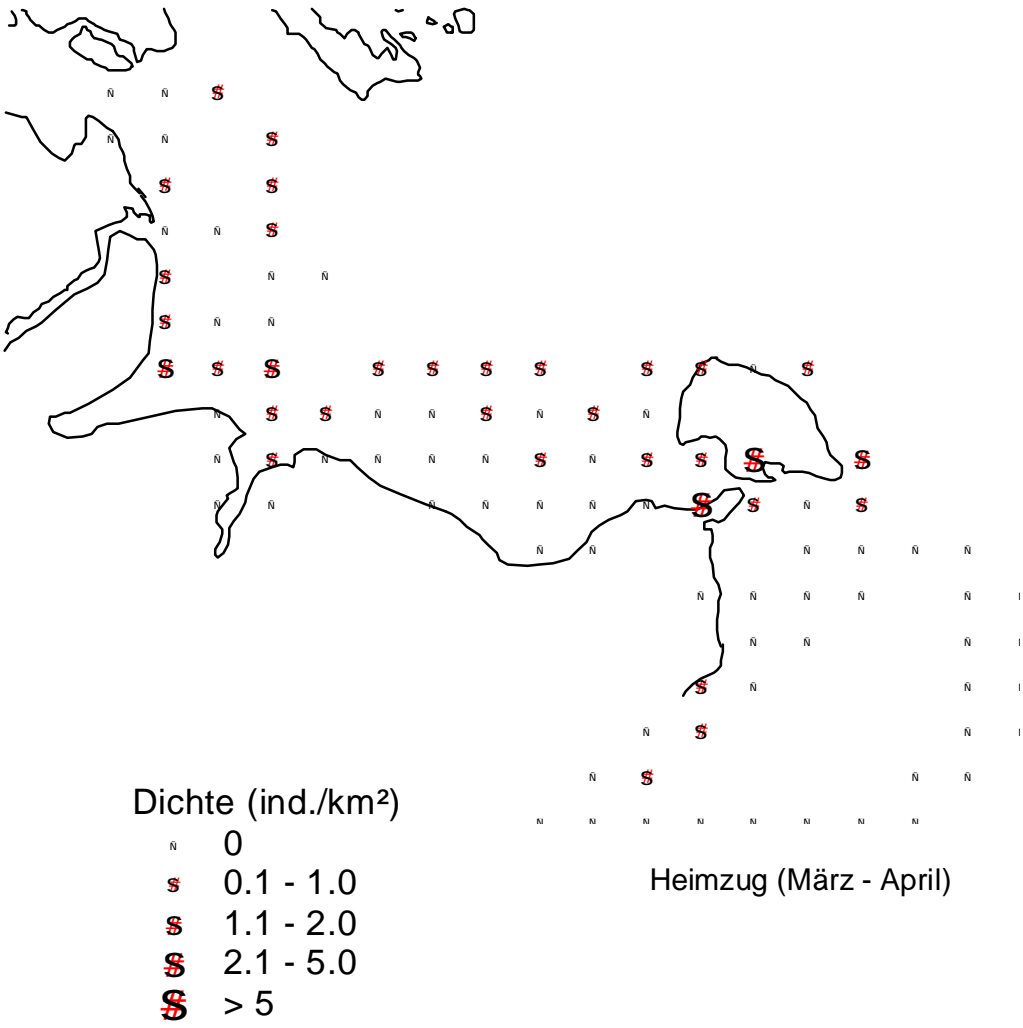 Dichte (ind./km²)
0
0.1 - 1.0
1.1 - 2.0
2.1 - 5.0
> 5
Heimzug (März - April)